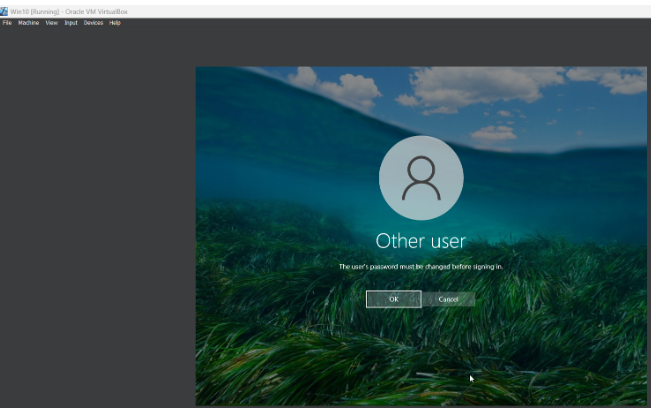 Win10 [Running] - Oracle VM VirtualBox
File Machine View Input Devices Help
Other user
The user's password must be changed before signing in.
OK Cancel